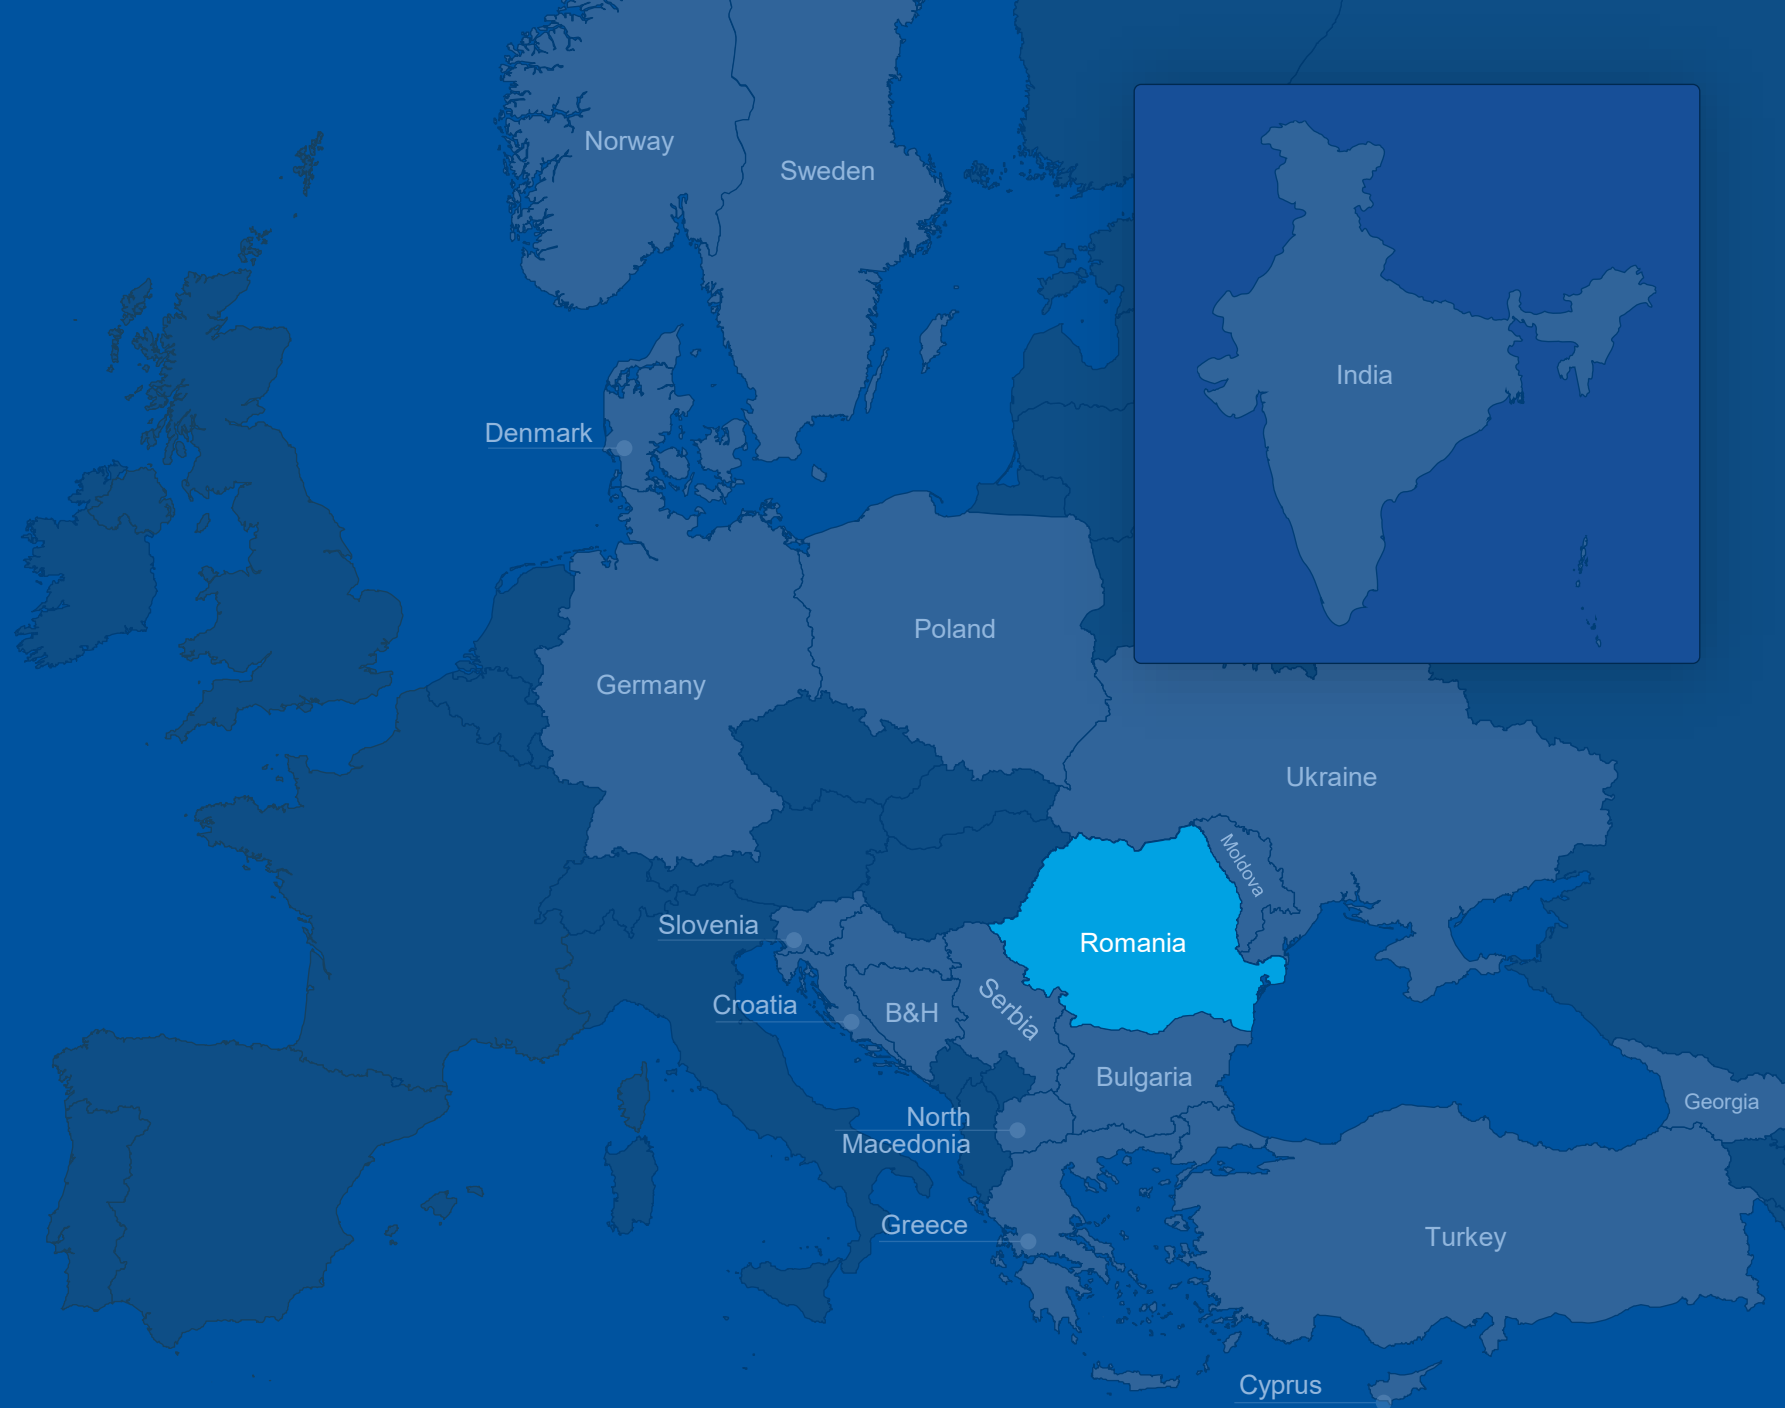 Norway
Sweden
India
Denmark
Poland
Germany
Ukraine
Moldova
Slovenia
Romania
Croatia
B&H
Serbia
Bulgaria
Georgia
North
Macedonia
Greece
Turkey
Cyprus